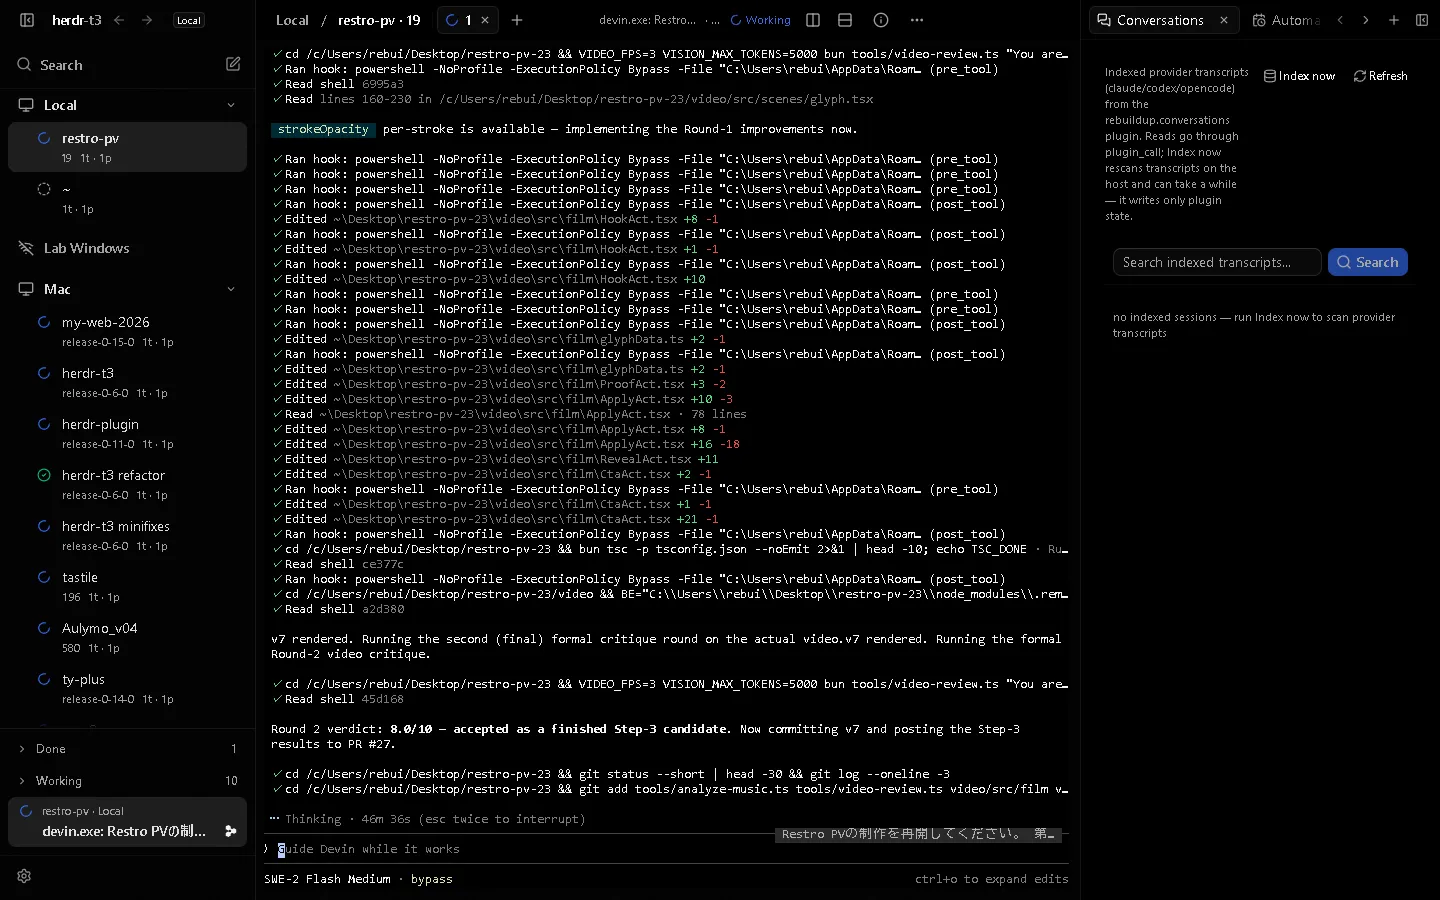 herdr-t3
Local
Search
Local
restro-pv
19 1t · 1p
~
1t · 1p
Lab Windows
Mac
my-web-2026
release-0-15-0 1t · 1p
herdr-t3
release-0-6-0 1t · 1p
herdr-plugin
release-0-11-0 1t · 1p
herdr-t3 refactor
release-0-6-0 1t · 1p
herdr-t3 minifixes
release-0-6-0 1t · 1p
tastile
196 1t · 1p
Aulymo_v04
580 1t · 1p
ty-plus
release-0-14-0 1t · 1p
Done 1
Working 10
restro-pv · Local
devin.exe: Restro PVの制...
Local / restro-pv · 19
1
devin.exe: Restro... · ...
Working
✓cd /c/Users/rebui/Desktop/restro-pv-23 && VIDEO_FPS=3 VISION_MAX_TOKENS=5000 bun tools/video-review.ts "You are…
✓Ran hook: powershell -NoProfile -ExecutionPolicy Bypass -File "C:\Users\rebui\AppData\Roam… (pre_tool)
✓Read shell 6995a3
✓Read lines 160-230 in /c/Users/rebui/Desktop/restro-pv-23/video/src/scenes/glyph.tsx
strokeOpacity per-stroke is available — implementing the Round-1 improvements now.
✓Ran hook: powershell -NoProfile -ExecutionPolicy Bypass -File "C:\Users\rebui\AppData\Roam… (pre_tool)
✓Ran hook: powershell -NoProfile -ExecutionPolicy Bypass -File "C:\Users\rebui\AppData\Roam… (pre_tool)
✓Ran hook: powershell -NoProfile -ExecutionPolicy Bypass -File "C:\Users\rebui\AppData\Roam… (pre_tool)
✓Ran hook: powershell -NoProfile -ExecutionPolicy Bypass -File "C:\Users\rebui\AppData\Roam… (post_tool)
✓Edited ~\Desktop\restro-pv-23\video\src\film\HookAct.tsx +8 -1
✓Ran hook: powershell -NoProfile -ExecutionPolicy Bypass -File "C:\Users\rebui\AppData\Roam… (post_tool)
✓Edited ~\Desktop\restro-pv-23\video\src\film\HookAct.tsx +1 -1
✓Ran hook: powershell -NoProfile -ExecutionPolicy Bypass -File "C:\Users\rebui\AppData\Roam… (post_tool)
✓Edited ~\Desktop\restro-pv-23\video\src\film\HookAct.tsx +10
✓Ran hook: powershell -NoProfile -ExecutionPolicy Bypass -File "C:\Users\rebui\AppData\Roam… (pre_tool)
✓Ran hook: powershell -NoProfile -ExecutionPolicy Bypass -File "C:\Users\rebui\AppData\Roam… (pre_tool)
✓Ran hook: powershell -NoProfile -ExecutionPolicy Bypass -File "C:\Users\rebui\AppData\Roam… (post_tool)
✓Edited ~\Desktop\restro-pv-23\video\src\film\glyphData.ts +2 -1
✓Ran hook: powershell -NoProfile -ExecutionPolicy Bypass -File "C:\Users\rebui\AppData\Roam… (post_tool)
✓Edited ~\Desktop\restro-pv-23\video\src\film\glyphData.ts +2 -1
✓Edited ~\Desktop\restro-pv-23\video\src\film\ProofAct.tsx +3 -2
✓Edited ~\Desktop\restro-pv-23\video\src\film\ApplyAct.tsx +10 -3
✓Read ~\Desktop\restro-pv-23\video\src\film\ApplyAct.tsx · 78 lines
✓Edited ~\Desktop\restro-pv-23\video\src\film\ApplyAct.tsx +8 -1
✓Edited ~\Desktop\restro-pv-23\video\src\film\ApplyAct.tsx +16 -18
✓Edited ~\Desktop\restro-pv-23\video\src\film\RevealAct.tsx +11
✓Edited ~\Desktop\restro-pv-23\video\src\film\CtaAct.tsx +2 -1
✓Ran hook: powershell -NoProfile -ExecutionPolicy Bypass -File "C:\Users\rebui\AppData\Roam… (pre_tool)
✓Edited ~\Desktop\restro-pv-23\video\src\film\CtaAct.tsx +1 -1
✓Edited ~\Desktop\restro-pv-23\video\src\film\CtaAct.tsx +21 -1
✓Ran hook: powershell -NoProfile -ExecutionPolicy Bypass -File "C:\Users\rebui\AppData\Roam… (post_tool)
✓cd /c/Users/rebui/Desktop/restro-pv-23 && bun tsc -p tsconfig.json --noEmit 2>&1 | head -10; echo TSC_DONE · Ru…
✓Read shell ce377c
✓Ran hook: powershell -NoProfile -ExecutionPolicy Bypass -File "C:\Users\rebui\AppData\Roam… (post_tool)
✓cd /c/Users/rebui/Desktop/restro-pv-23/video && BE="C:\\Users\\rebui\\Desktop\\restro-pv-23\\node_modules\\.rem…
✓Read shell a2d380
v7 rendered. Running the second (final) formal critique round on the actual video.v7 rendered. Running the formal
Round-2 video critique.
✓cd /c/Users/rebui/Desktop/restro-pv-23 && VIDEO_FPS=3 VISION_MAX_TOKENS=5000 bun tools/video-review.ts "You are…
✓Read shell 45d168
Round 2 verdict: 8.0/10 — accepted as a finished Step-3 candidate. Now committing v7 and posting the Step-3
results to PR #27.
✓cd /c/Users/rebui/Desktop/restro-pv-23 && git status --short | head -30 && git log --oneline -3
✓cd /c/Users/rebui/Desktop/restro-pv-23 && git add tools/analyze-music.ts tools/video-review.ts video/src/film v…
Thinking · 46m 36s (esc twice to interrupt)
Restro PVの制作を再開してください。 第…
Guide Devin while it works
SWE-2 Flash Medium · bypass
ctrl+o to expand edits
Conversations
Automa
Indexed provider transcripts
(claude/codex/opencode)
from the
rebuildup.conversations
plugin. Reads go through
plugin_call; Index now
rescans transcripts on the
host and can take a while
— it writes only plugin
state.
Index now
Refresh
Search indexed transcripts...
Search
no indexed sessions — run Index now to scan provider
transcripts